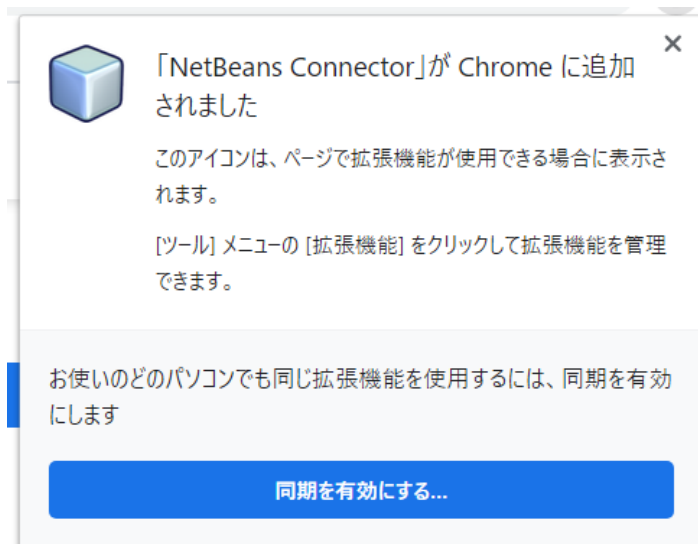 「NetBeans Connector」が Chrome に追加
されました
このアイコンは、ページで拡張機能が使用できる場合に表示さ
れます。
[ツール] メニューの [拡張機能] をクリックして拡張機能を管理
できます。
お使いのどのパソコンでも同じ拡張機能を使用するには、同期を有効
にします
同期を有効にする...